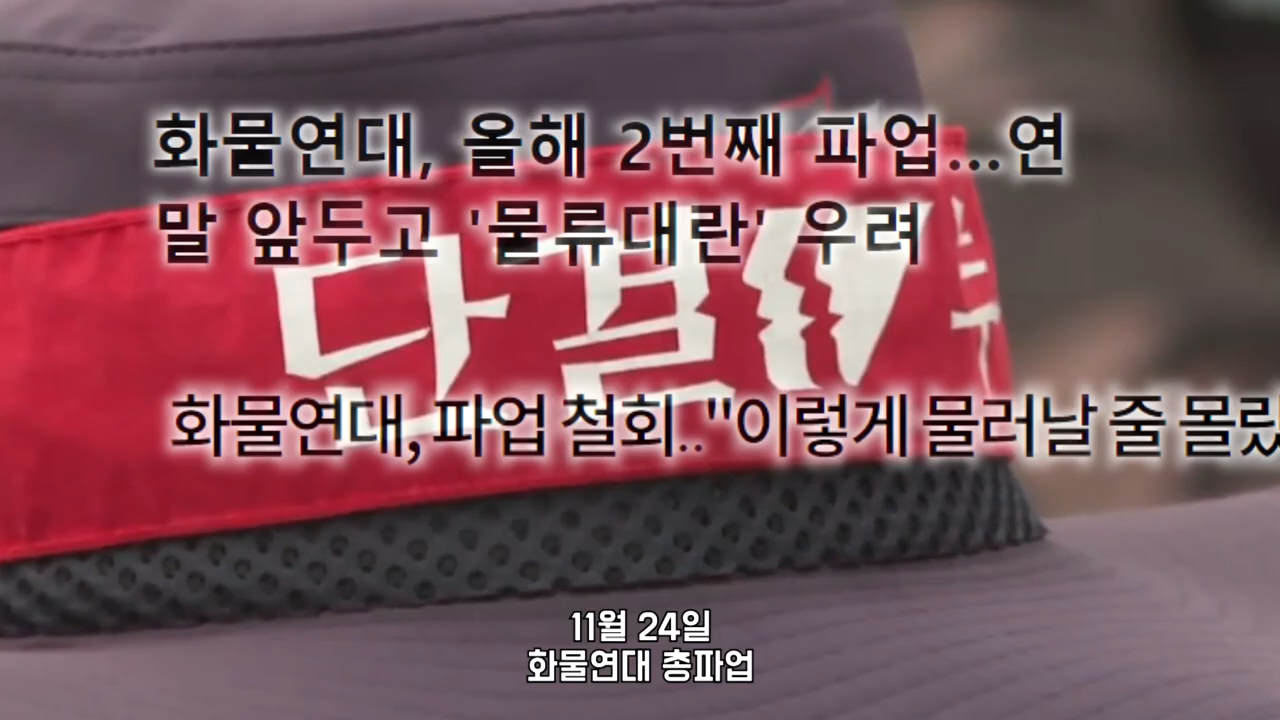 화물연대, 올해 2번째 파업...연
말 앞두고 '물류대란' 우려
단결
화물연대, 파업 철회.."이렇게 물러날 줄 몰랐
11월 24일
화물연대 총파업